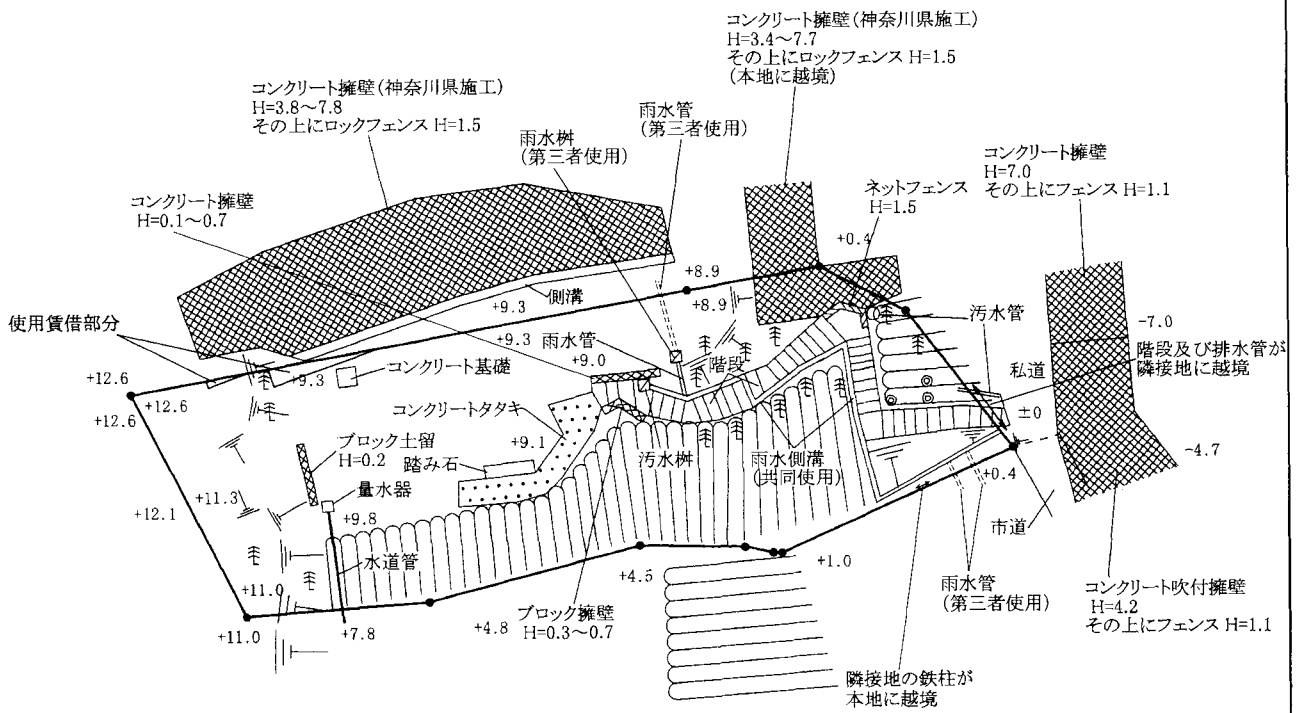 コンクリート擁壁(神奈川県施工)
H=3.4～7.7
その上にロックフェンス H=1.5
(本地に越境)
コンクリート擁壁(神奈川県施工)
H=3.8～7.8
その上にロックフェンス H=1.5
雨水管
(第三者使用)
雨水桝
(第三者使用)
コンクリート擁壁
H=7.0
その上にフェンス H=1.1
ネットフェンス
H=1.5
コンクリート擁壁
H=0.1～0.7
+0.4
+8.9
+8.9
側溝
+9.3
汚水管
-7.0
使用賃借部分
+9.3
雨水管
階段及び排水管が
隣接地に越境
私道
+9.0
階段
+9.3
コンクリート基礎
+12.6
+12.6
+12.6
±0
コンクリートタタキ
+9.1
ブロック土留
H=0.2
踏み石
汚水桝
雨水側溝
(共同使用)
-4.7
+0.4
量水器
+11.3
+12.1
+9.8
市道
水道管
+1.0
+4.5
雨水管
(第三者使用)
コンクリート吹付擁壁
H=4.2
その上にフェンス H=1.1
+11.0
+11.0
+7.8
+4.8
ブロック擁壁
H=0.3～0.7
隣接地の鉄柱が
本地に越境